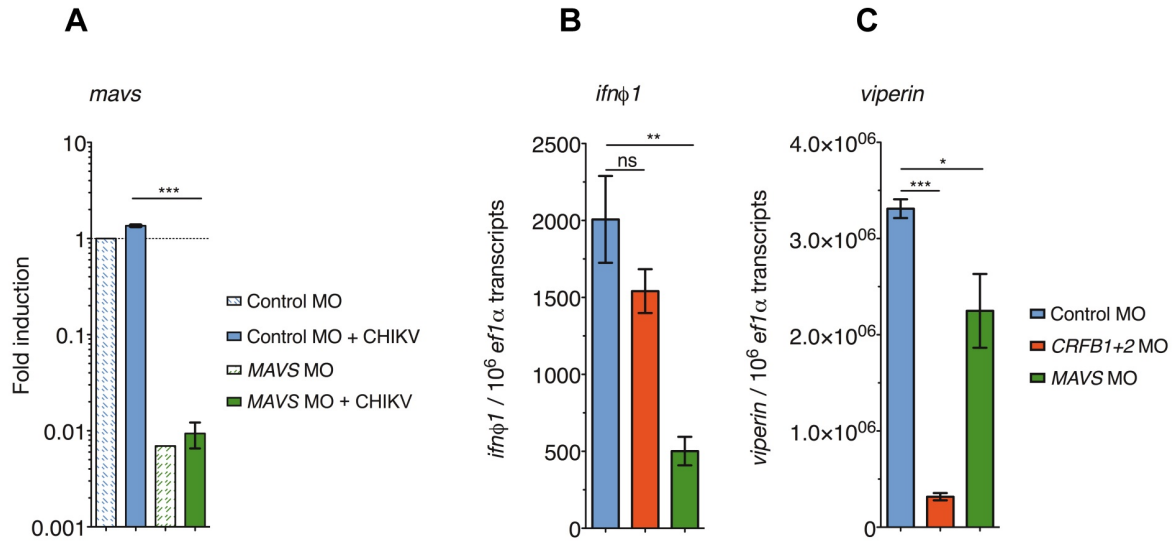 A
mavs
Fold induction
10
1
0.1
0.01
0.001
***
Control MO
Control MO + CHIKV
MAVS MO
MAVS MO + CHIKV
B
ifnϕ1
ifnϕ1 / 10⁶ ef1α transcripts
2500
2000
1500
1000
500
0
**
ns
C
viperin
viperin / 10⁶ ef1α transcripts
4.0×10⁰⁶
3.0×10⁰⁶
2.0×10⁰⁶
1.0×10⁰⁶
0
*
***
Control MO
CRFB1+2 MO
MAVS MO